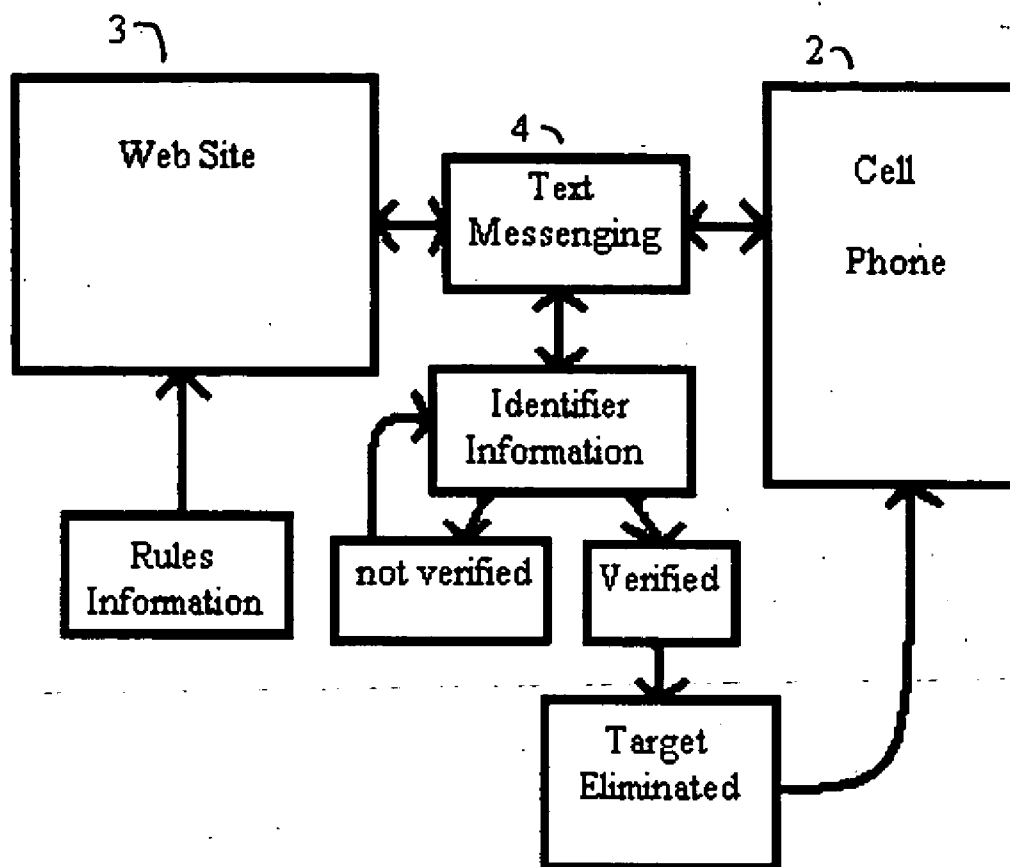 3
2
4
Web Site
Text
Messenging
Cell
Phone
Identifier
Information
Rules
Information
not verified
Verified
Target
Eliminated